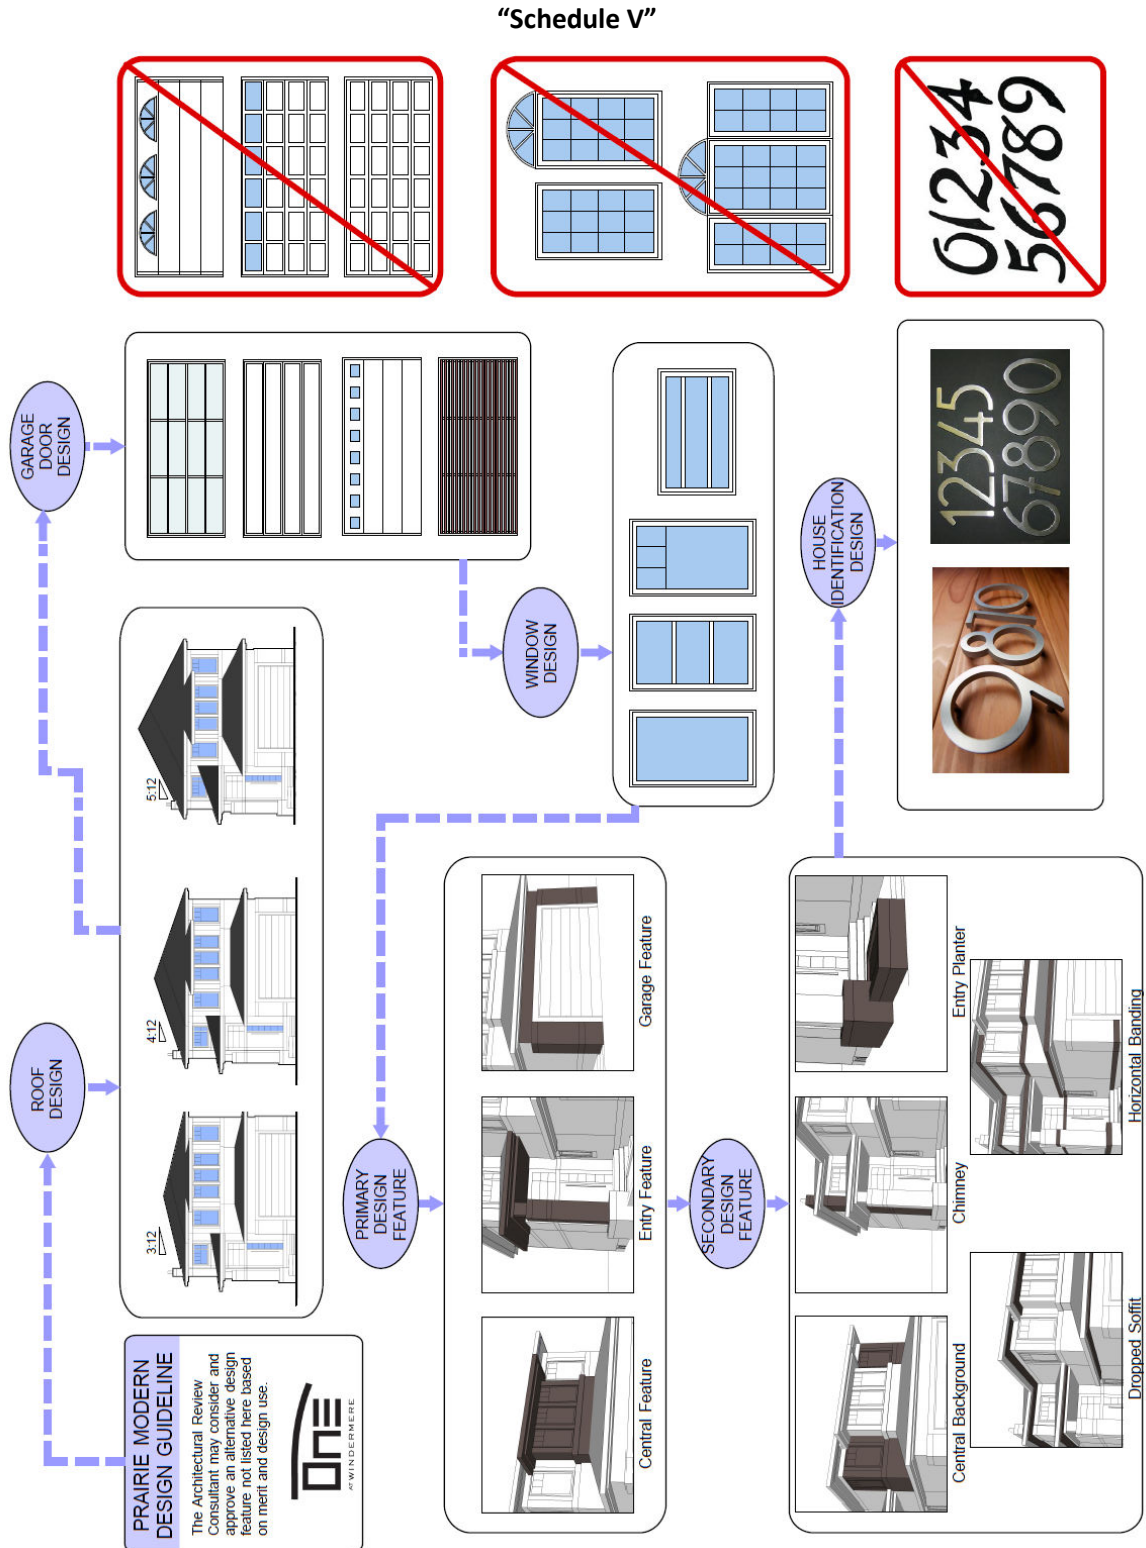 “Schedule V”
PRAIRIE MODERN
DESIGN GUIDELINE
The Architectural Review
Consultant may consider and
approve an alternative design
feature not listed here based
on merit and design use.
ONE
AT WINDERMERE
ROOF
DESIGN
3:12
4:12
5:12
GARAGE
DOOR
DESIGN
WINDOW
DESIGN
PRIMARY
DESIGN
FEATURE
Central Feature
Entry Feature
Garage Feature
SECONDARY
DESIGN
FEATURE
Central Background
Chimney
Entry Planter
Dropped Soffit
Horizontal Banding
HOUSE
IDENTIFICATION
DESIGN
9870
12345
67890
01234
56789